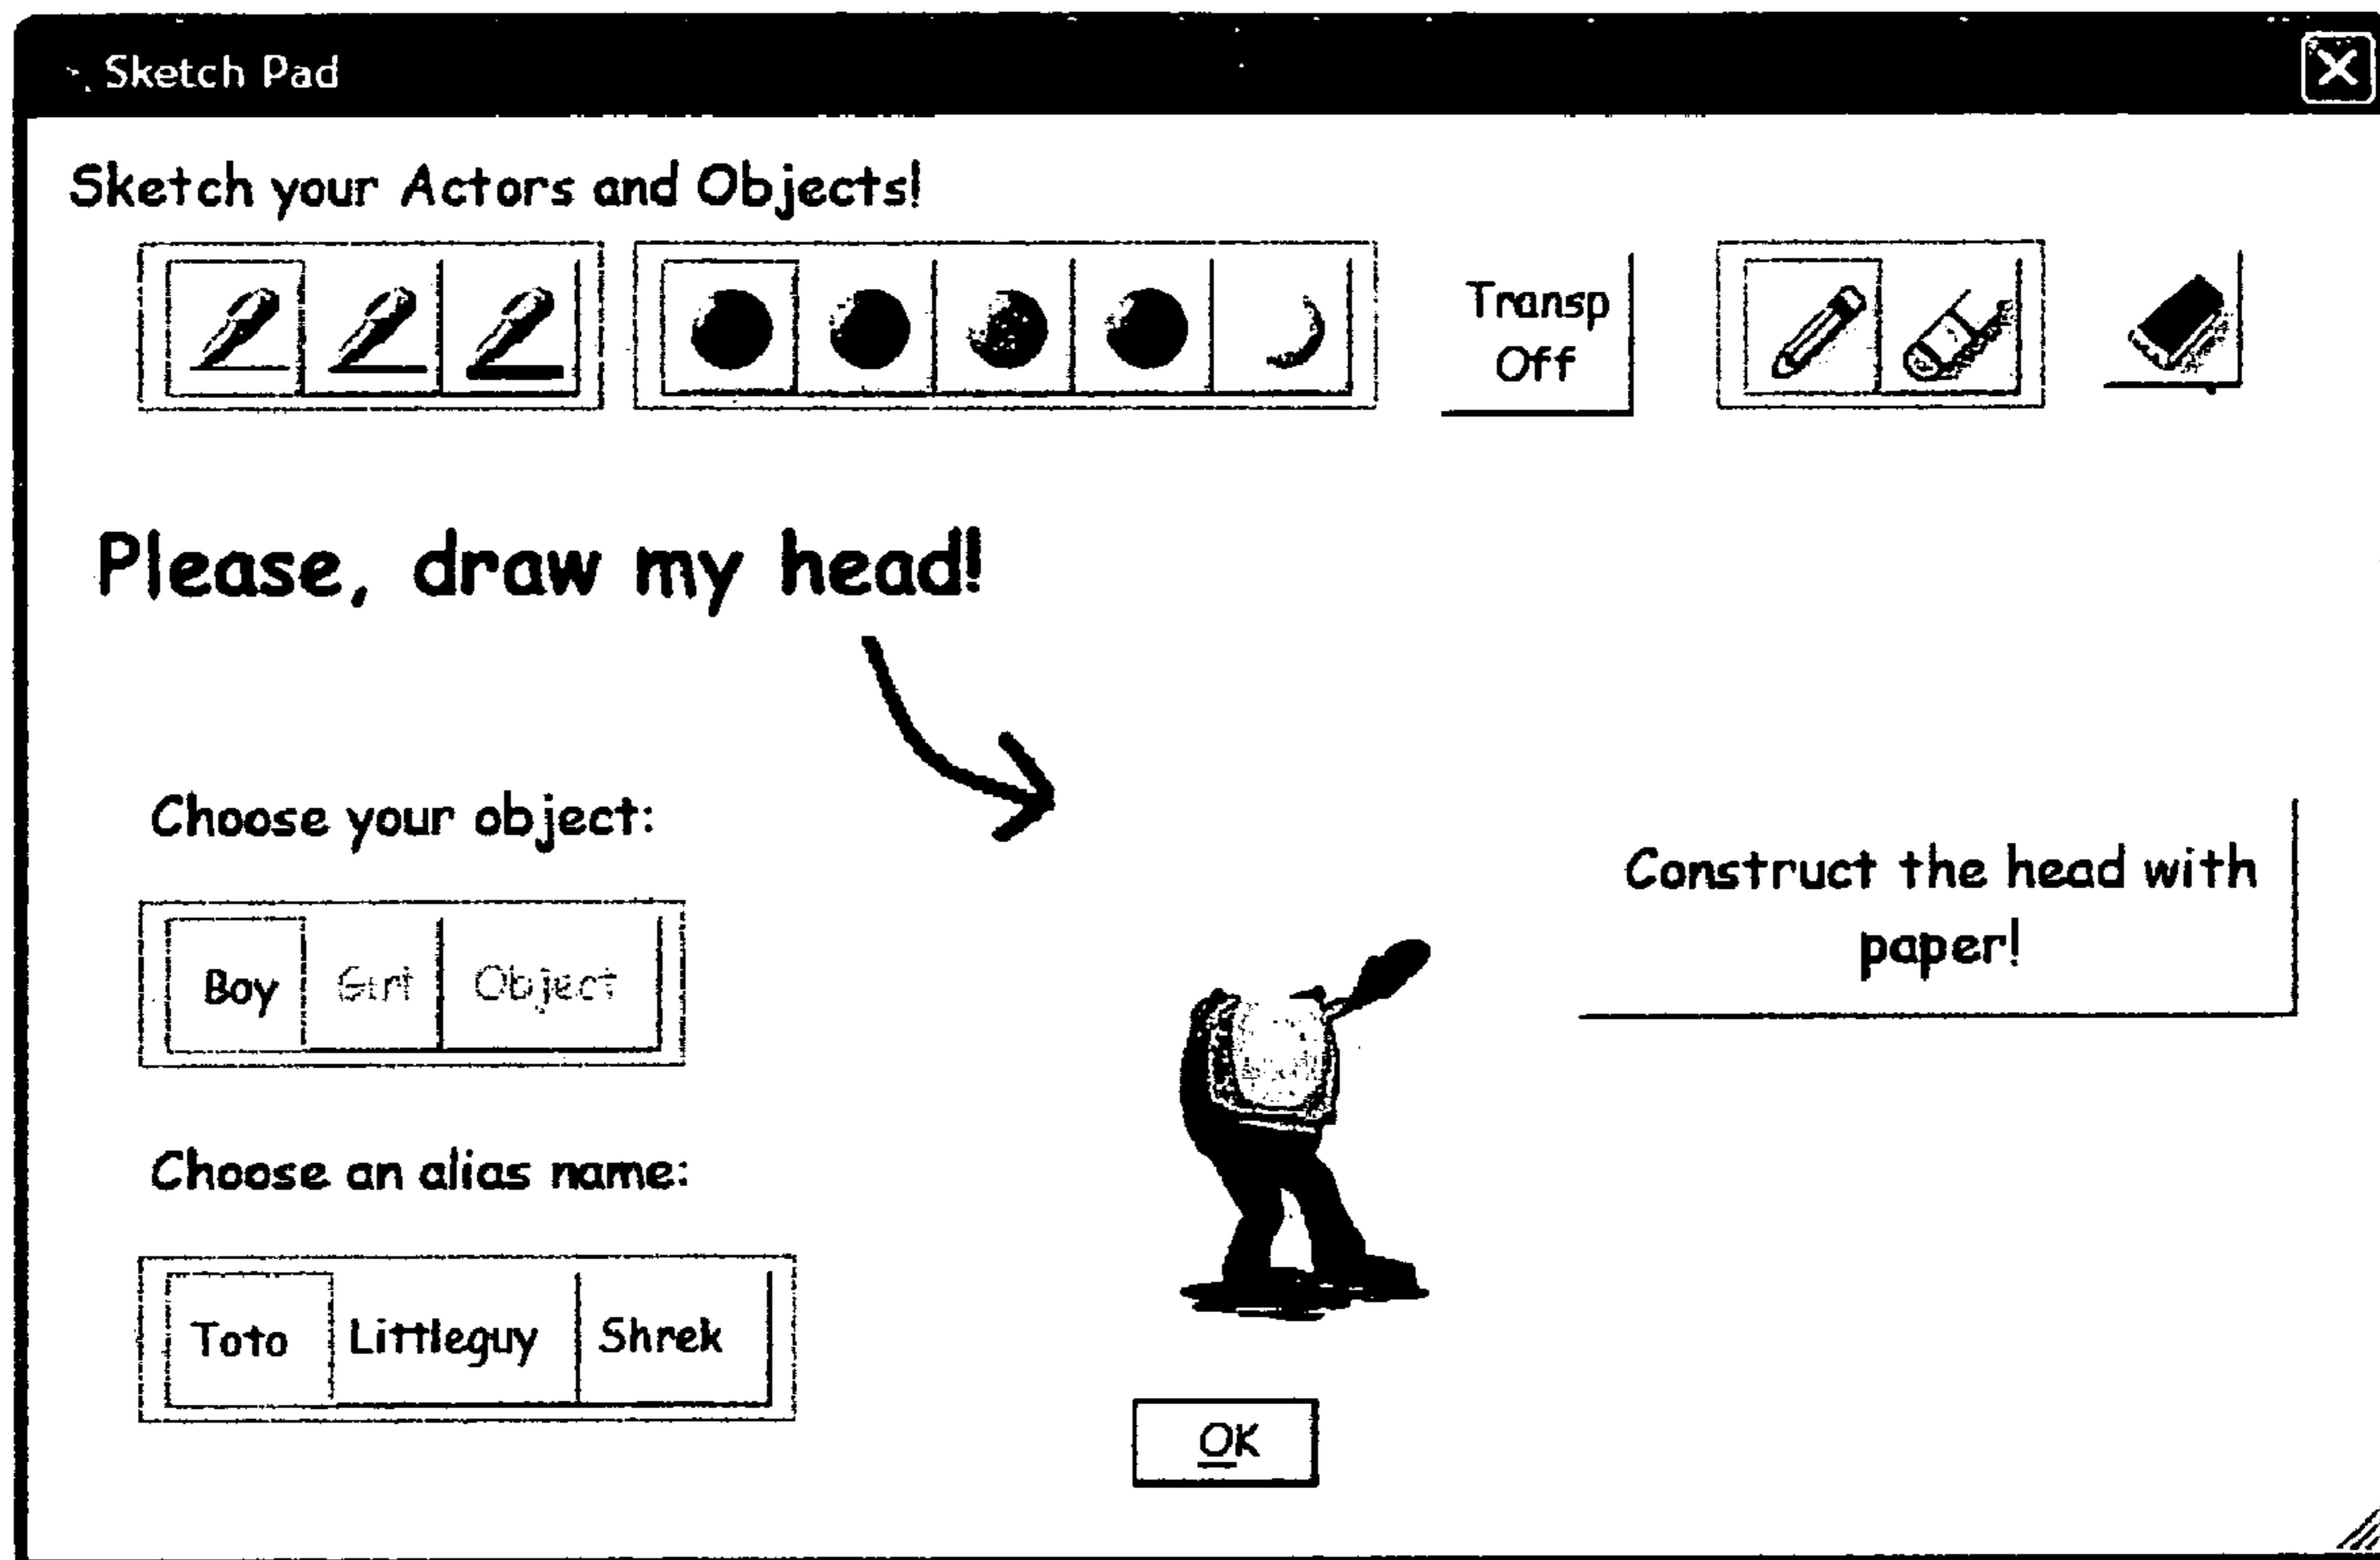 Sketch Pad
Sketch your Actors and Objects!
Transp
Off
Please, draw my head!
Choose your object:
Construct the head with
paper!
Boy Girl Object
Choose an alias name:
Toto Littleguy Shrek
OK